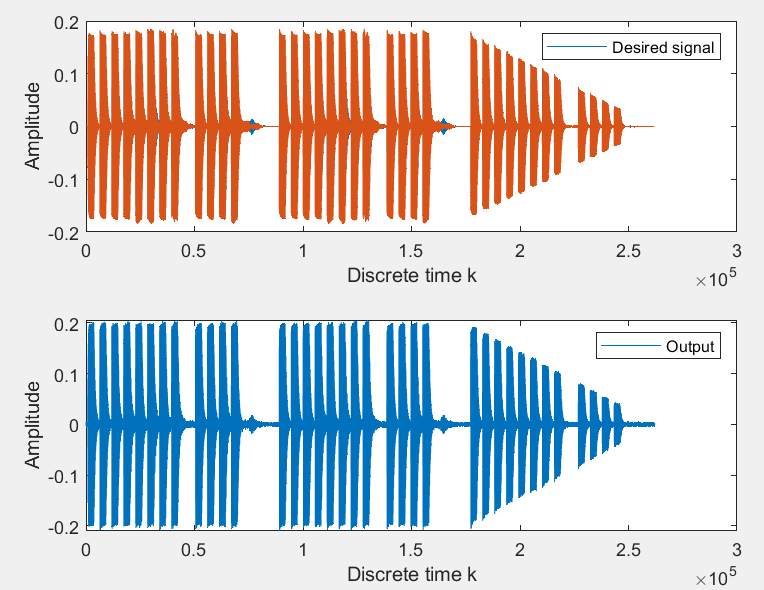 0.2
0.1
0
-0.1
-0.2
Amplitude
Desired signal
0 0.5 1 1.5 2 2.5 3
Discrete time k
×10^5
0.2
0.1
0
-0.1
-0.2
Amplitude
Output
0 0.5 1 1.5 2 2.5 3
Discrete time k
×10^5